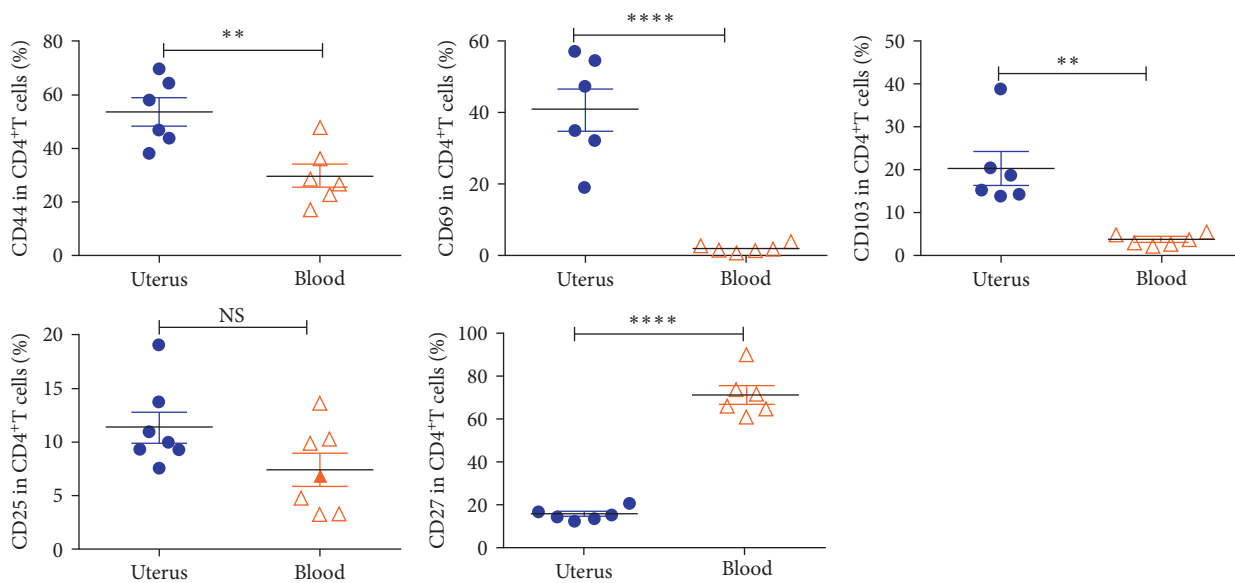 CD44 in CD4⁺T cells (%)
80
60
40
20
0
**
Uterus
Blood
CD69 in CD4⁺T cells (%)
60
40
20
0
****
Uterus
Blood
CD103 in CD4⁺T cells (%)
50
40
30
20
10
0
**
Uterus
Blood
CD25 in CD4⁺T cells (%)
20
15
10
5
0
NS
Uterus
Blood
CD27 in CD4⁺T cells (%)
100
80
60
40
20
0
****
Uterus
Blood